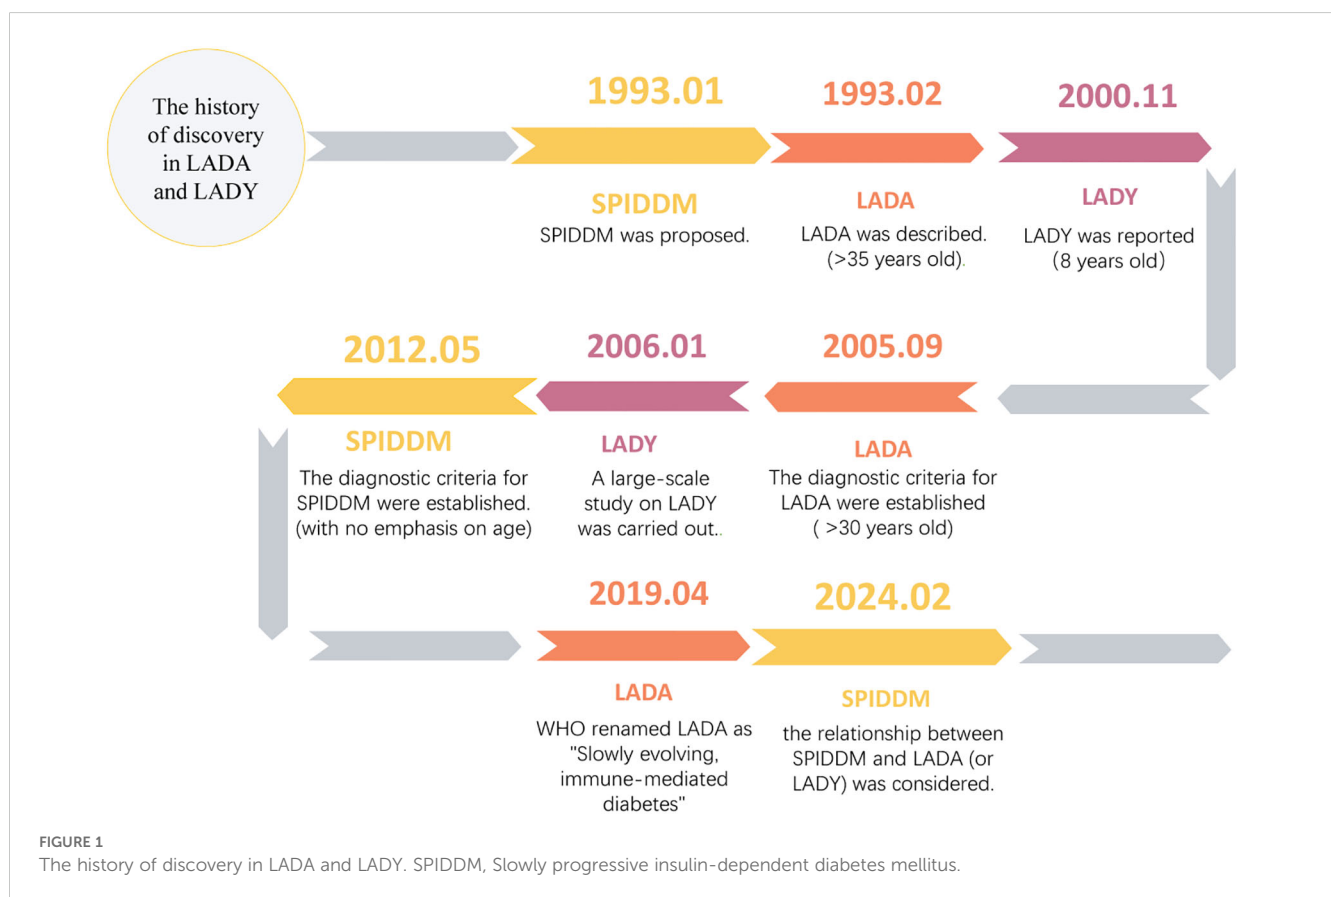 The history
of discovery
in LADA
and LADY
1993.01
SPIDDM
SPIDDM was proposed.
1993.02
LADA
LADA was described.
(>35 years old).
2000.11
LADY
LADY was reported
(8 years old)
2005.09
LADA
The diagnostic criteria for
LADA were established
( >30 years old)
2006.01
LADY
A large-scale
study on LADY
was carried out..
2012.05
SPIDDM
The diagnostic criteria for
SPIDDM were established.
(with no emphasis on age)
2019.04
LADA
WHO renamed LADA as
"Slowly evolving,
immune-mediated
diabetes"
2024.02
SPIDDM
the relationship between
SPIDDM and LADA (or
LADY) was considered.
FIGURE 1
The history of discovery in LADA and LADY. SPIDDM, Slowly progressive insulin-dependent diabetes mellitus.